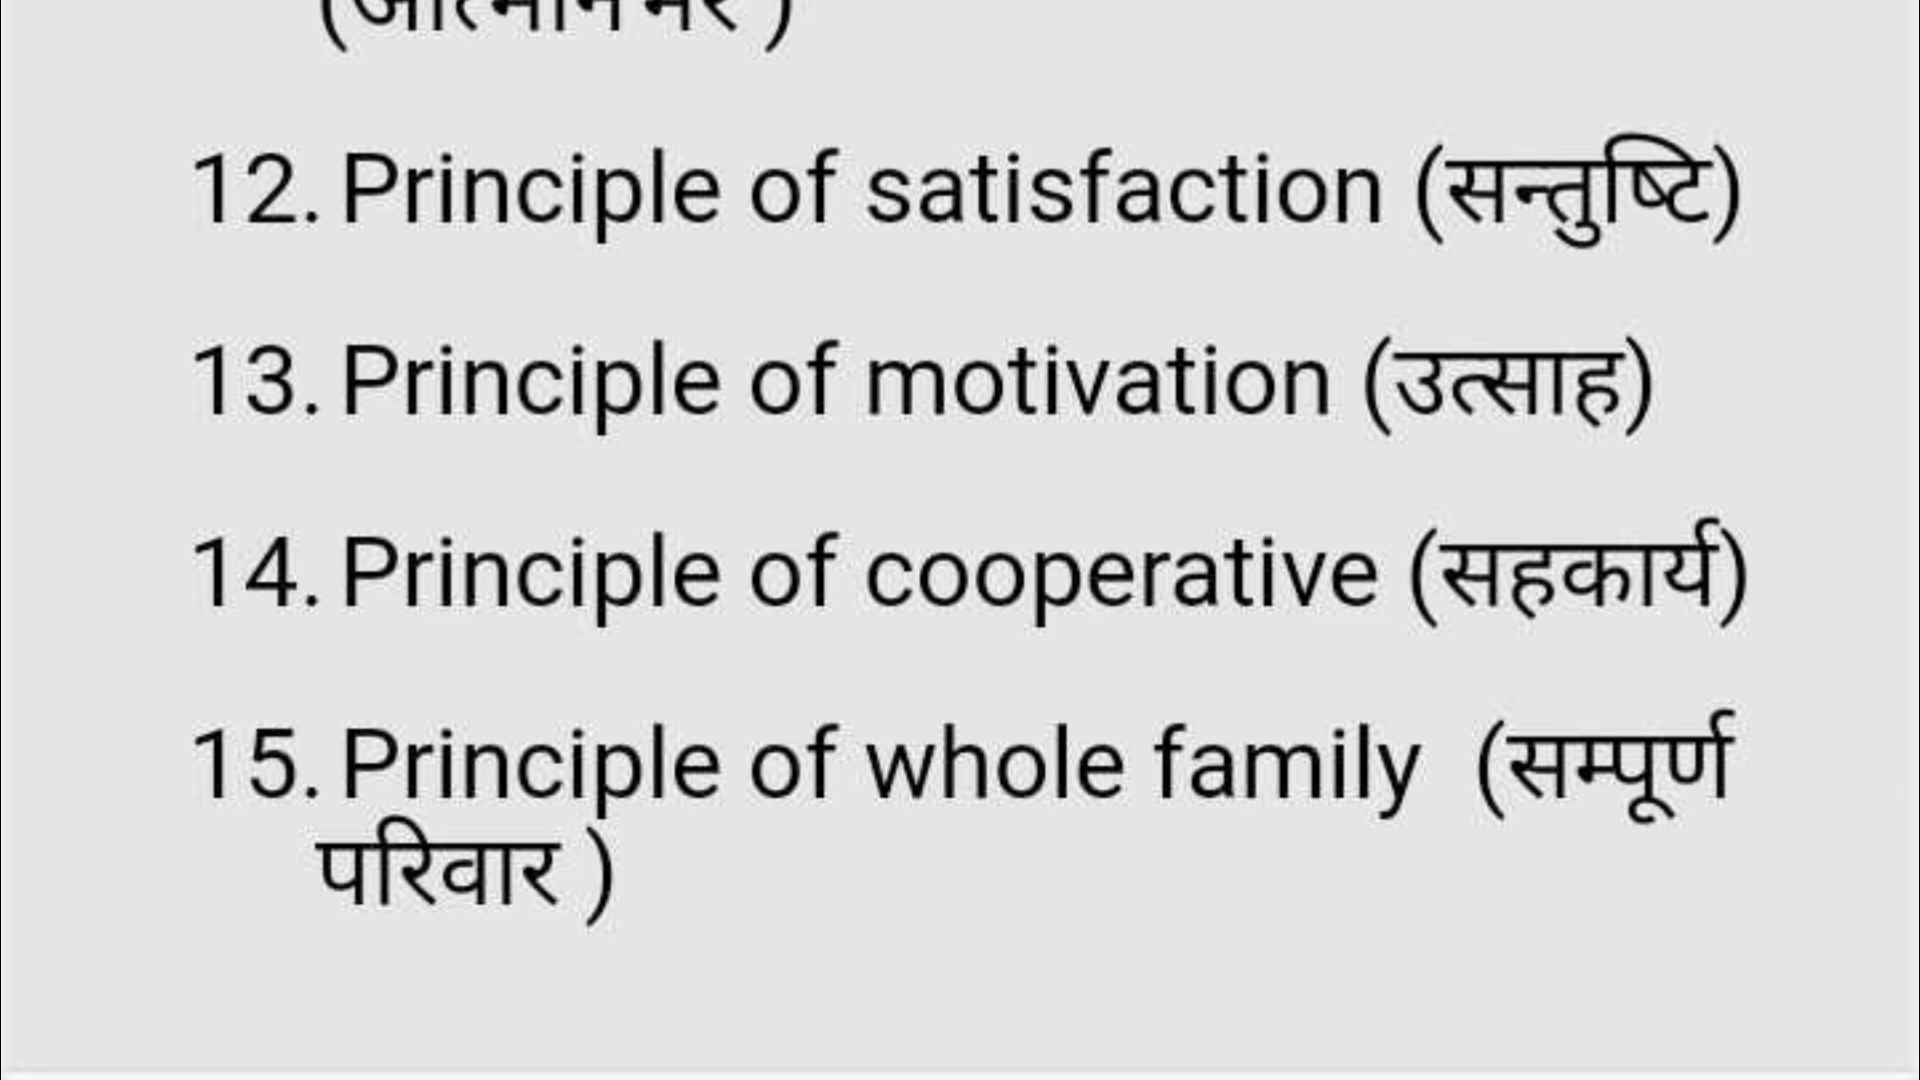 12. Principle of satisfaction (सन्तुष्टि)
13. Principle of motivation (उत्साह)
14. Principle of cooperative (सहकार्य)
15. Principle of whole family (सम्पूर्ण
परिवार )